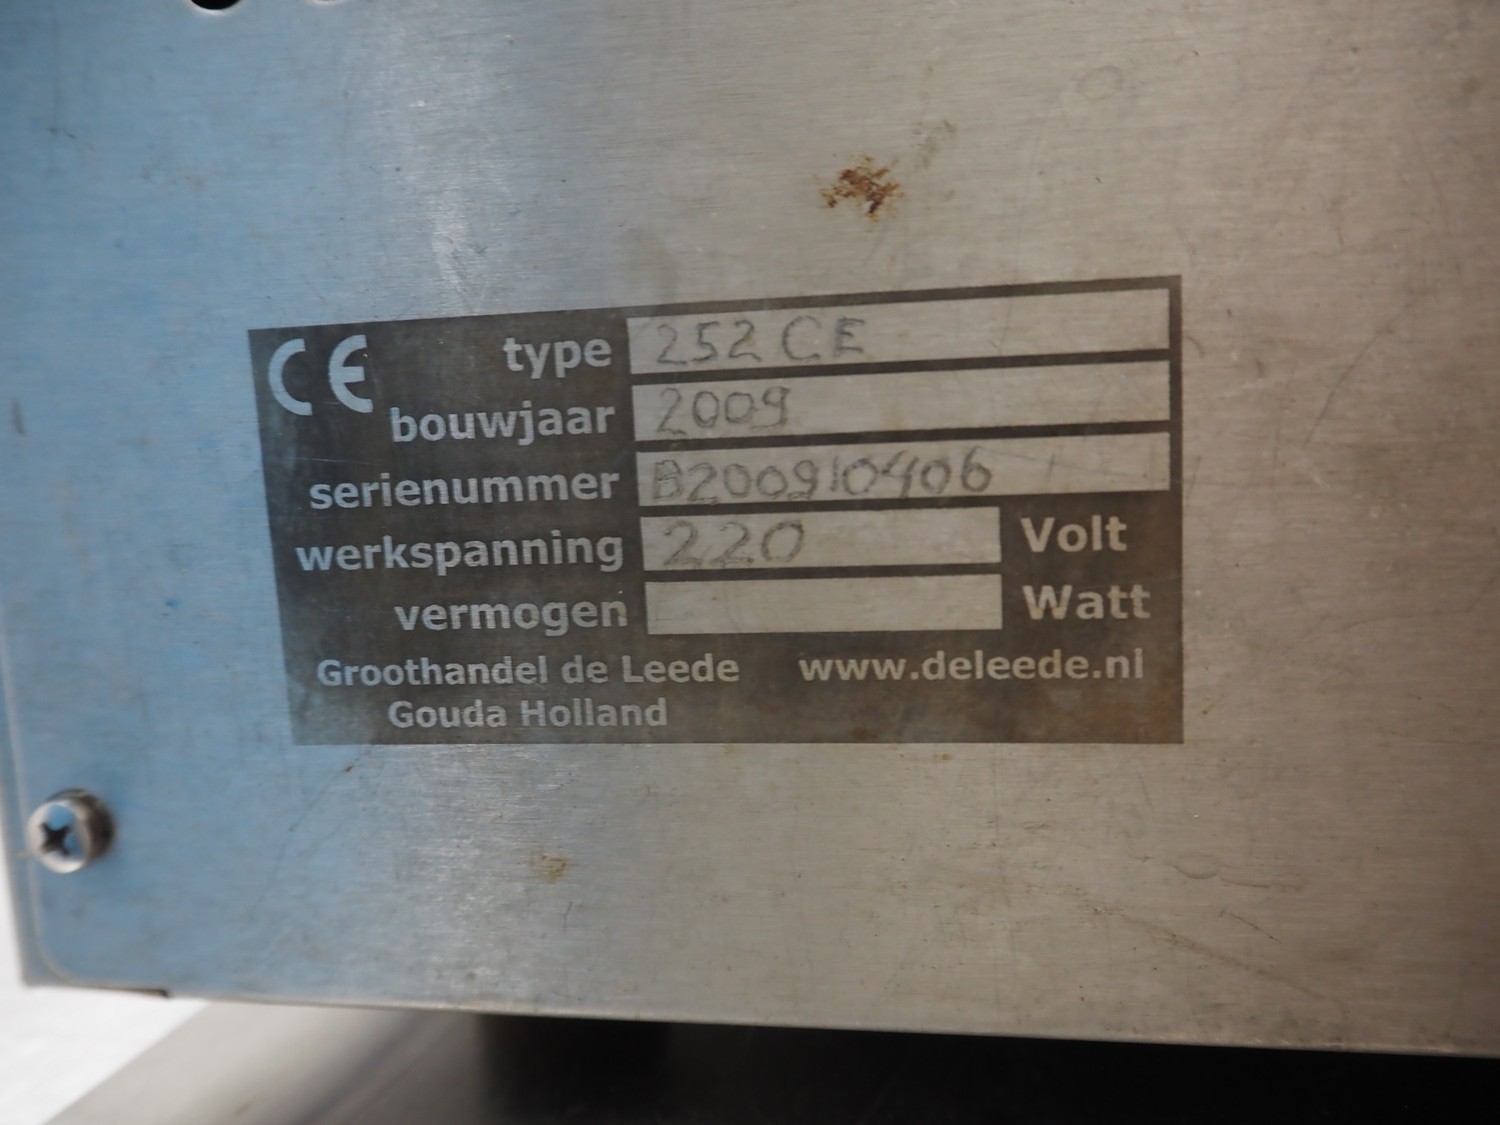 CE type 252 CE
bouwjaar 2009
serienummer B200910406
werkspanning 220 Volt
vermogen Watt
Groothandel de Leede www.deleede.nl
Gouda Holland